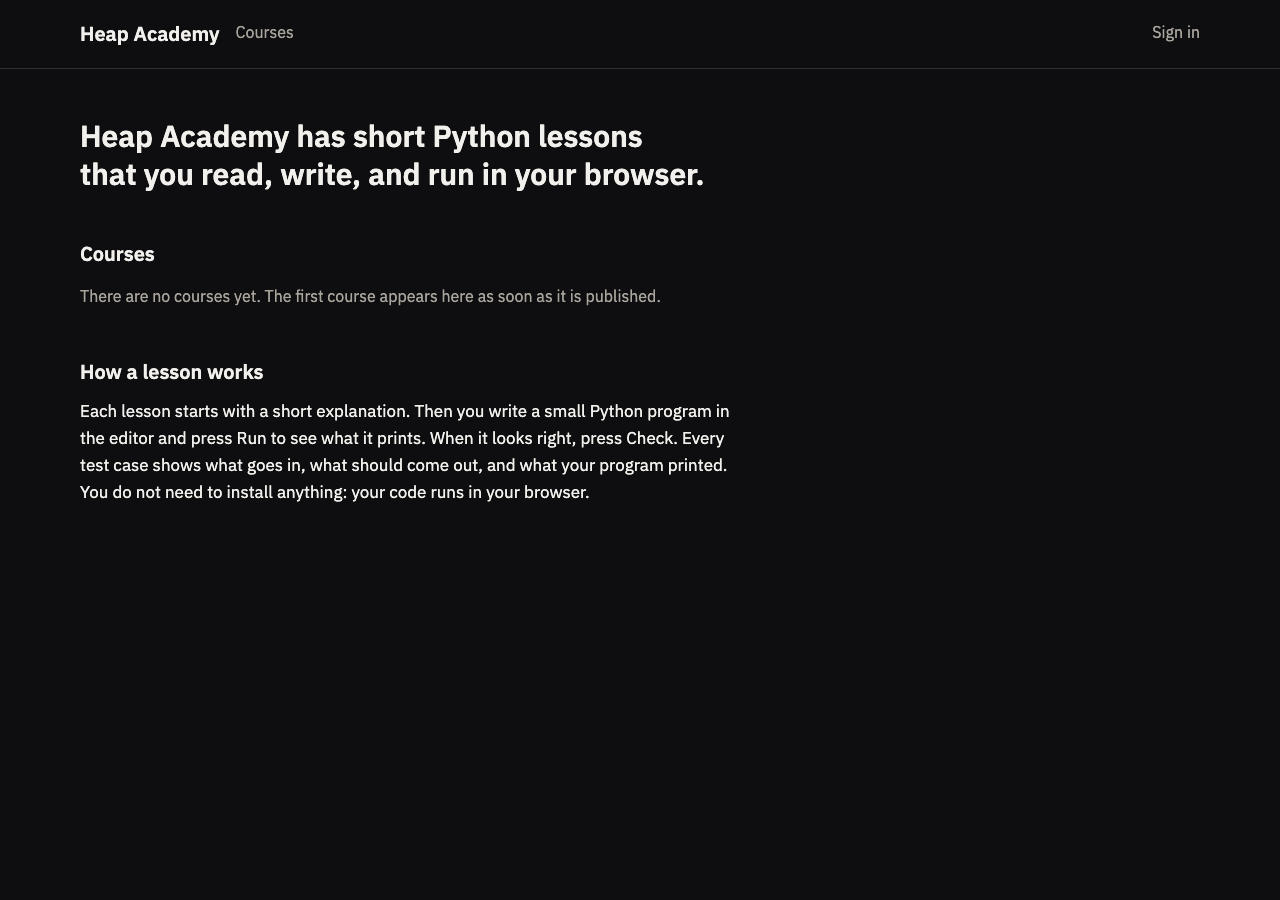 Heap Academy
Courses
Sign in
Heap Academy has short Python lessons
that you read, write, and run in your browser.
Courses
There are no courses yet. The first course appears here as soon as it is published.
How a lesson works
Each lesson starts with a short explanation. Then you write a small Python program in
the editor and press Run to see what it prints. When it looks right, press Check. Every
test case shows what goes in, what should come out, and what your program printed.
You do not need to install anything: your code runs in your browser.